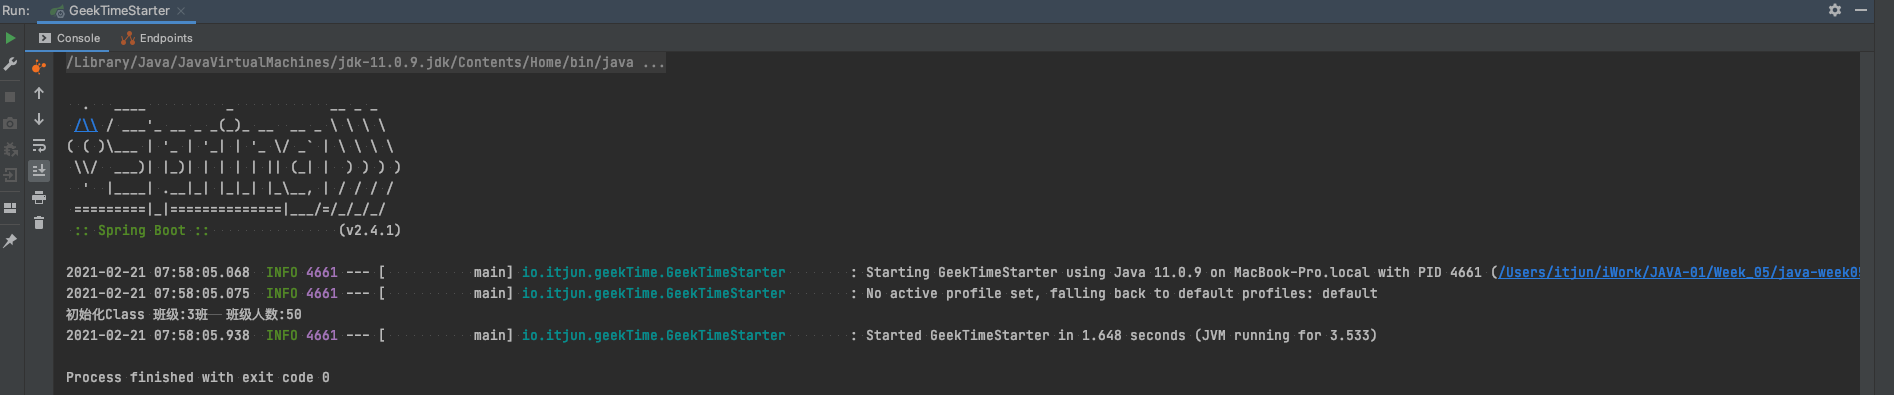 Run: GeekTimeStarter
Console Endpoints
/Library/Java/JavaVirtualMachines/jdk-11.0.9.jdk/Contents/Home/bin/java ...
  .   ____          _            __ _ _
 /\\ / ___'_ __ _ _(_)_ __  __ _ \ \ \ \
( ( )\___ | '_ | '_| | '_ \/ _` | \ \ \ \
 \\/  ___)| |_)| | | | | || (_| |  ) ) ) )
  '  |____| .__|_| |_|_| |_\__, | / / / /
 =========|_|==============|___/=/_/_/_/
 :: Spring Boot ::                (v2.4.1)
2021-02-21 07:58:05.068  INFO 4661 --- [           main] io.itjun.geekTime.GeekTimeStarter        : Starting GeekTimeStarter using Java 11.0.9 on MacBook-Pro.local with PID 4661 (/Users/itjun/iWork/JAVA-01/Week_05/java-week05
2021-02-21 07:58:05.075  INFO 4661 --- [           main] io.itjun.geekTime.GeekTimeStarter        : No active profile set, falling back to default profiles: default
初始化Class 班级:3班— 班级人数:50
2021-02-21 07:58:05.938  INFO 4661 --- [           main] io.itjun.geekTime.GeekTimeStarter        : Started GeekTimeStarter in 1.648 seconds (JVM running for 3.533)
Process finished with exit code 0